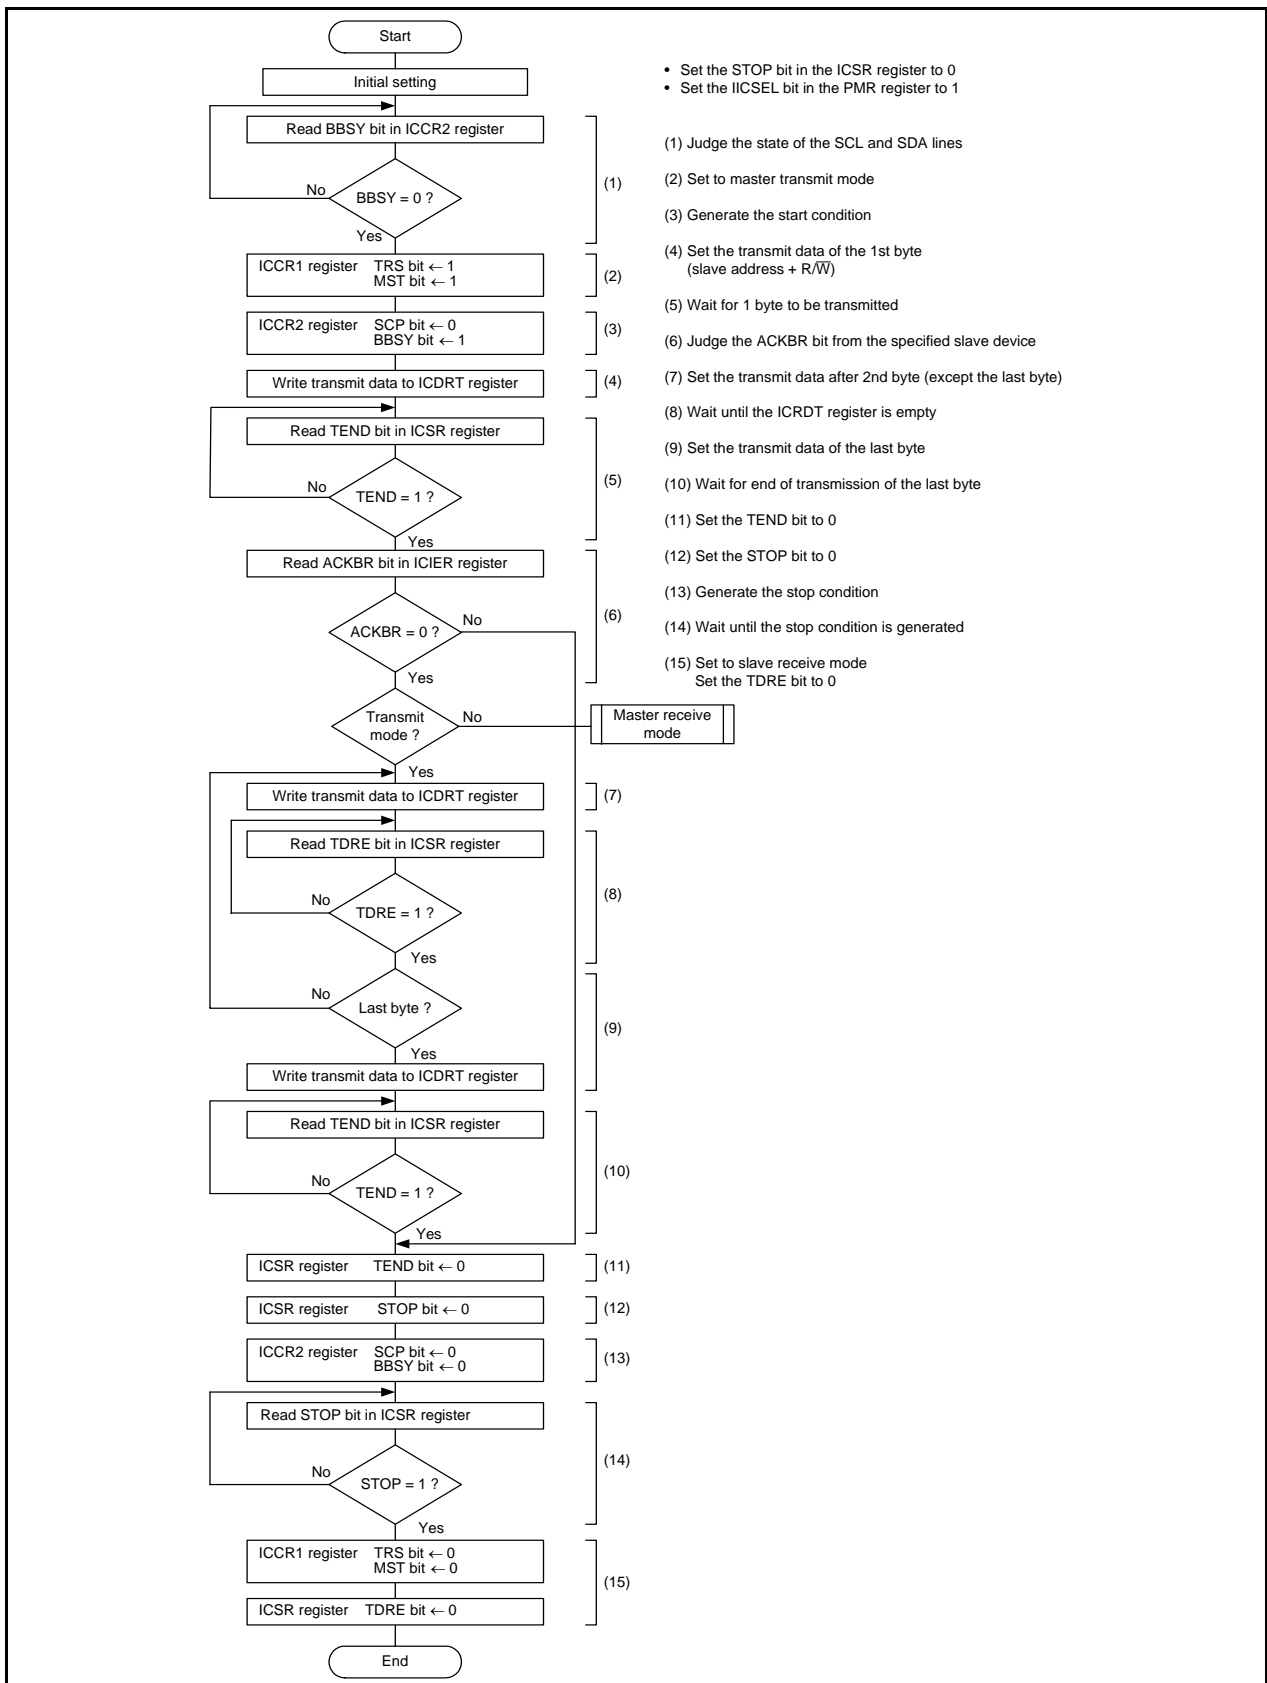 Start
Initial setting
• Set the STOP bit in the ICSR register to 0
• Set the IICSEL bit in the PMR register to 1
Read BBSY bit in ICCR2 register
BBSY = 0 ?
No
Yes
(1)
ICCR1 register TRS bit ← 1
MST bit ← 1
(2)
ICCR2 register SCP bit ← 0
BBSY bit ← 1
(3)
Write transmit data to ICDRT register
(4)
Read TEND bit in ICSR register
No
TEND = 1 ?
Yes
(5)
Read ACKBR bit in ICIER register
ACKBR = 0 ?
No
Yes
(6)
Transmit
mode ?
No
Yes
Master receive
mode
Write transmit data to ICDRT register
(7)
Read TDRE bit in ICSR register
No
TDRE = 1 ?
Yes
(8)
No
Last byte ?
Yes
Write transmit data to ICDRT register
(9)
Read TEND bit in ICSR register
No
TEND = 1 ?
Yes
(10)
ICSR register TEND bit ← 0
(11)
ICSR register STOP bit ← 0
(12)
ICCR2 register SCP bit ← 0
BBSY bit ← 0
(13)
Read STOP bit in ICSR register
No
STOP = 1 ?
Yes
(14)
ICCR1 register TRS bit ← 0
MST bit ← 0
ICSR register TDRE bit ← 0
(15)
End
(1) Judge the state of the SCL and SDA lines
(2) Set to master transmit mode
(3) Generate the start condition
(4) Set the transmit data of the 1st byte
(slave address + R/W̅)
(5) Wait for 1 byte to be transmitted
(6) Judge the ACKBR bit from the specified slave device
(7) Set the transmit data after 2nd byte (except the last byte)
(8) Wait until the ICRDT register is empty
(9) Set the transmit data of the last byte
(10) Wait for end of transmission of the last byte
(11) Set the TEND bit to 0
(12) Set the STOP bit to 0
(13) Generate the stop condition
(14) Wait until the stop condition is generated
(15) Set to slave receive mode
Set the TDRE bit to 0